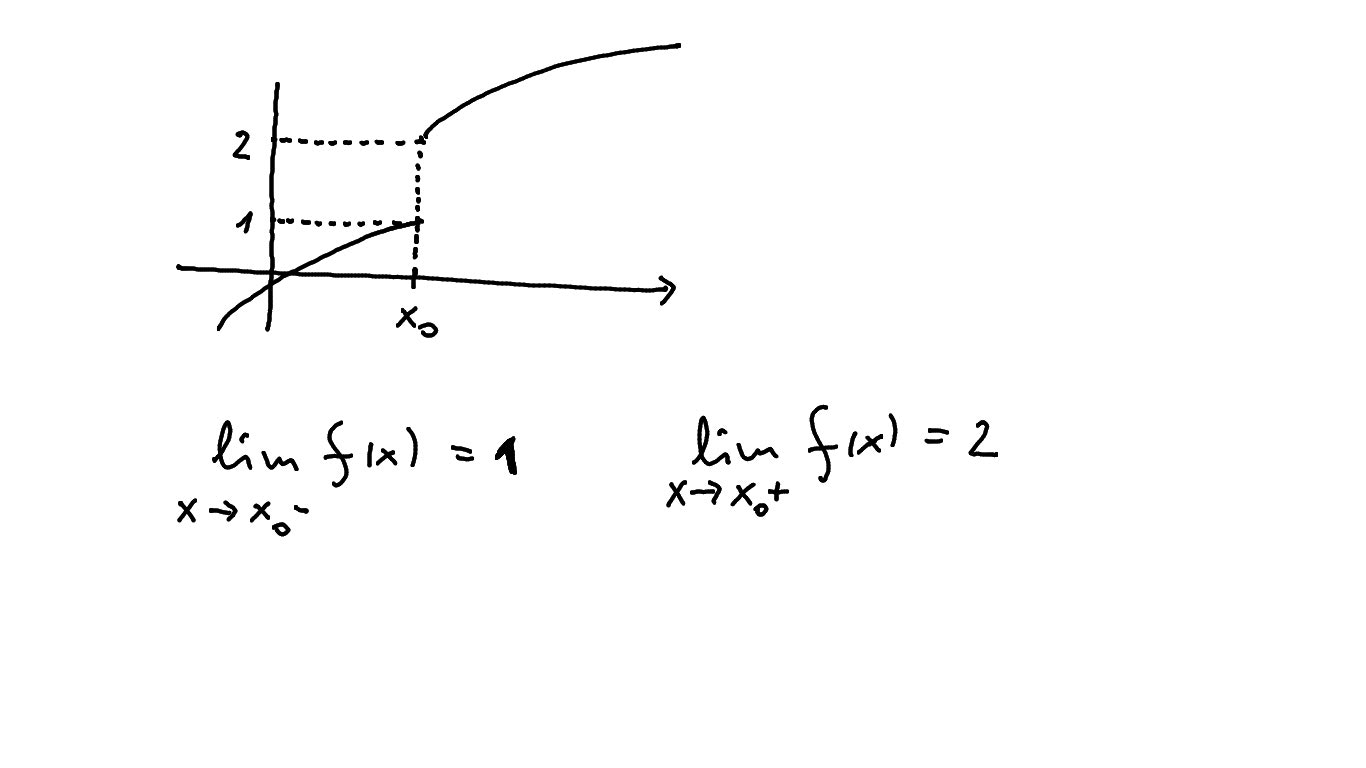 2
1
x₀
lim f(x) = 1 lim f(x) = 2
x → x₀- x → x₀+